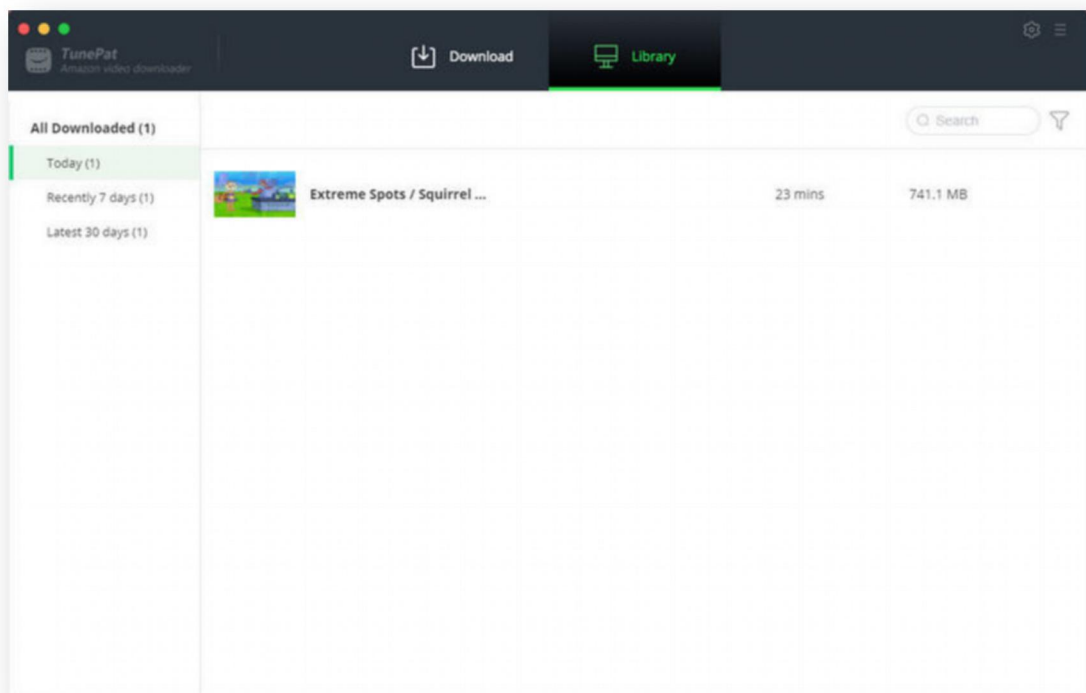 TunePat
Amazon video downloader
Download
Library
All Downloaded (1)
Search
Today (1)
Recently 7 days (1)
Latest 30 days (1)
Extreme Spots / Squirrel ...
23 mins
741.1 MB